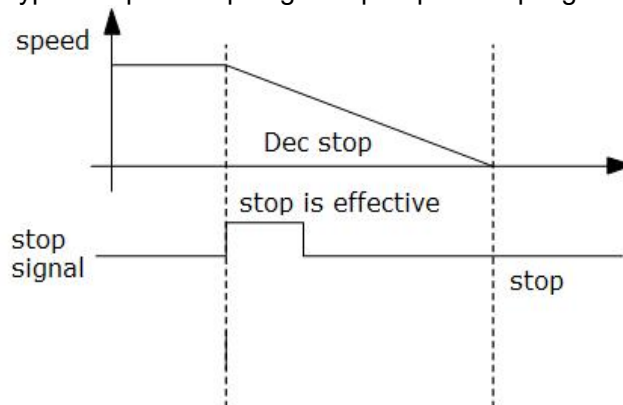 speed
Dec stop
stop is effective
stop
signal
stop